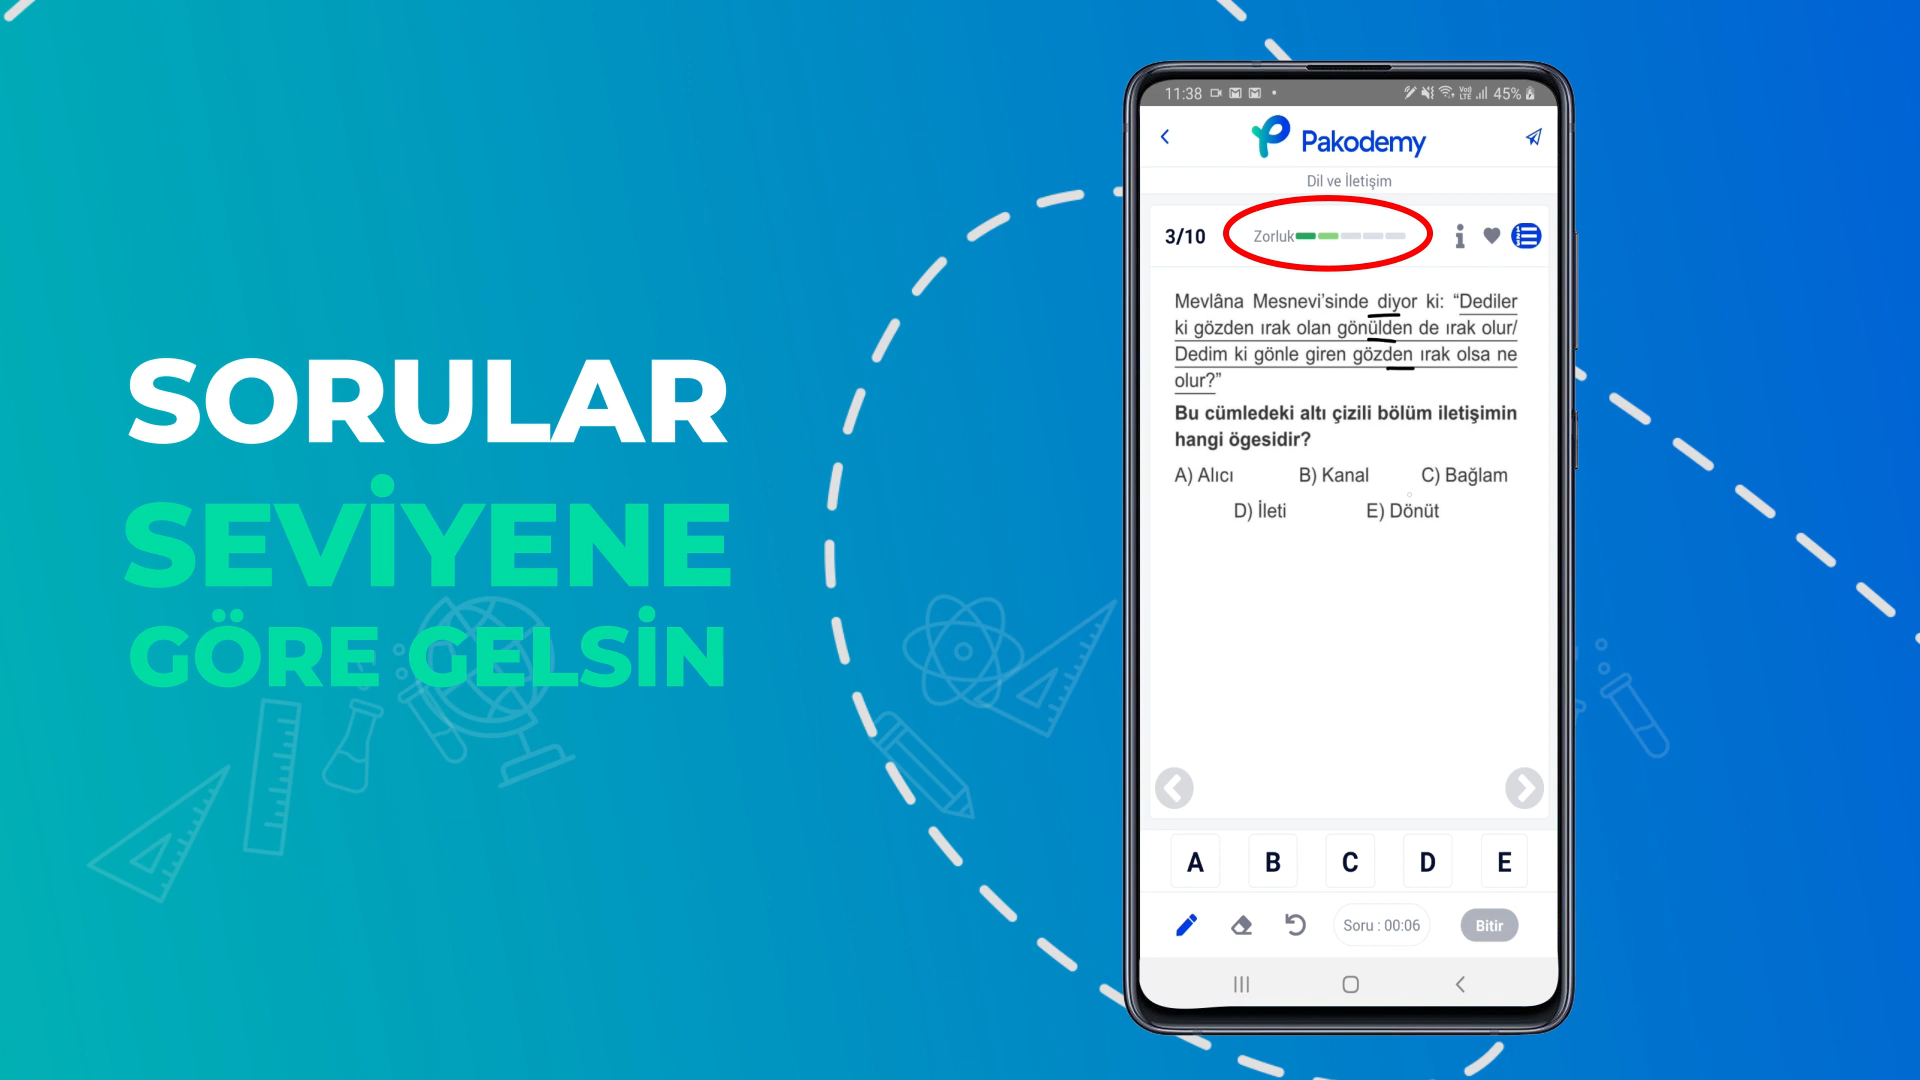 SORULAR
SEVİYENE
GÖRE GELSİN
11:38
VoI) LTE 45%
Pakodemy
Dil ve İletişim
3/10
Zorluk
Mevlâna Mesnevi’sinde diyor ki: “Dediler
ki gözden ırak olan gönülden de ırak olur/
Dedim ki gönle giren gözden ırak olsa ne
olur?”
Bu cümledeki altı çizili bölüm iletişimin
hangi ögesidir?
A) Alıcı B) Kanal C) Bağlam
D) İleti E) Dönüt
A B C D E
Soru : 00:06
Bitir